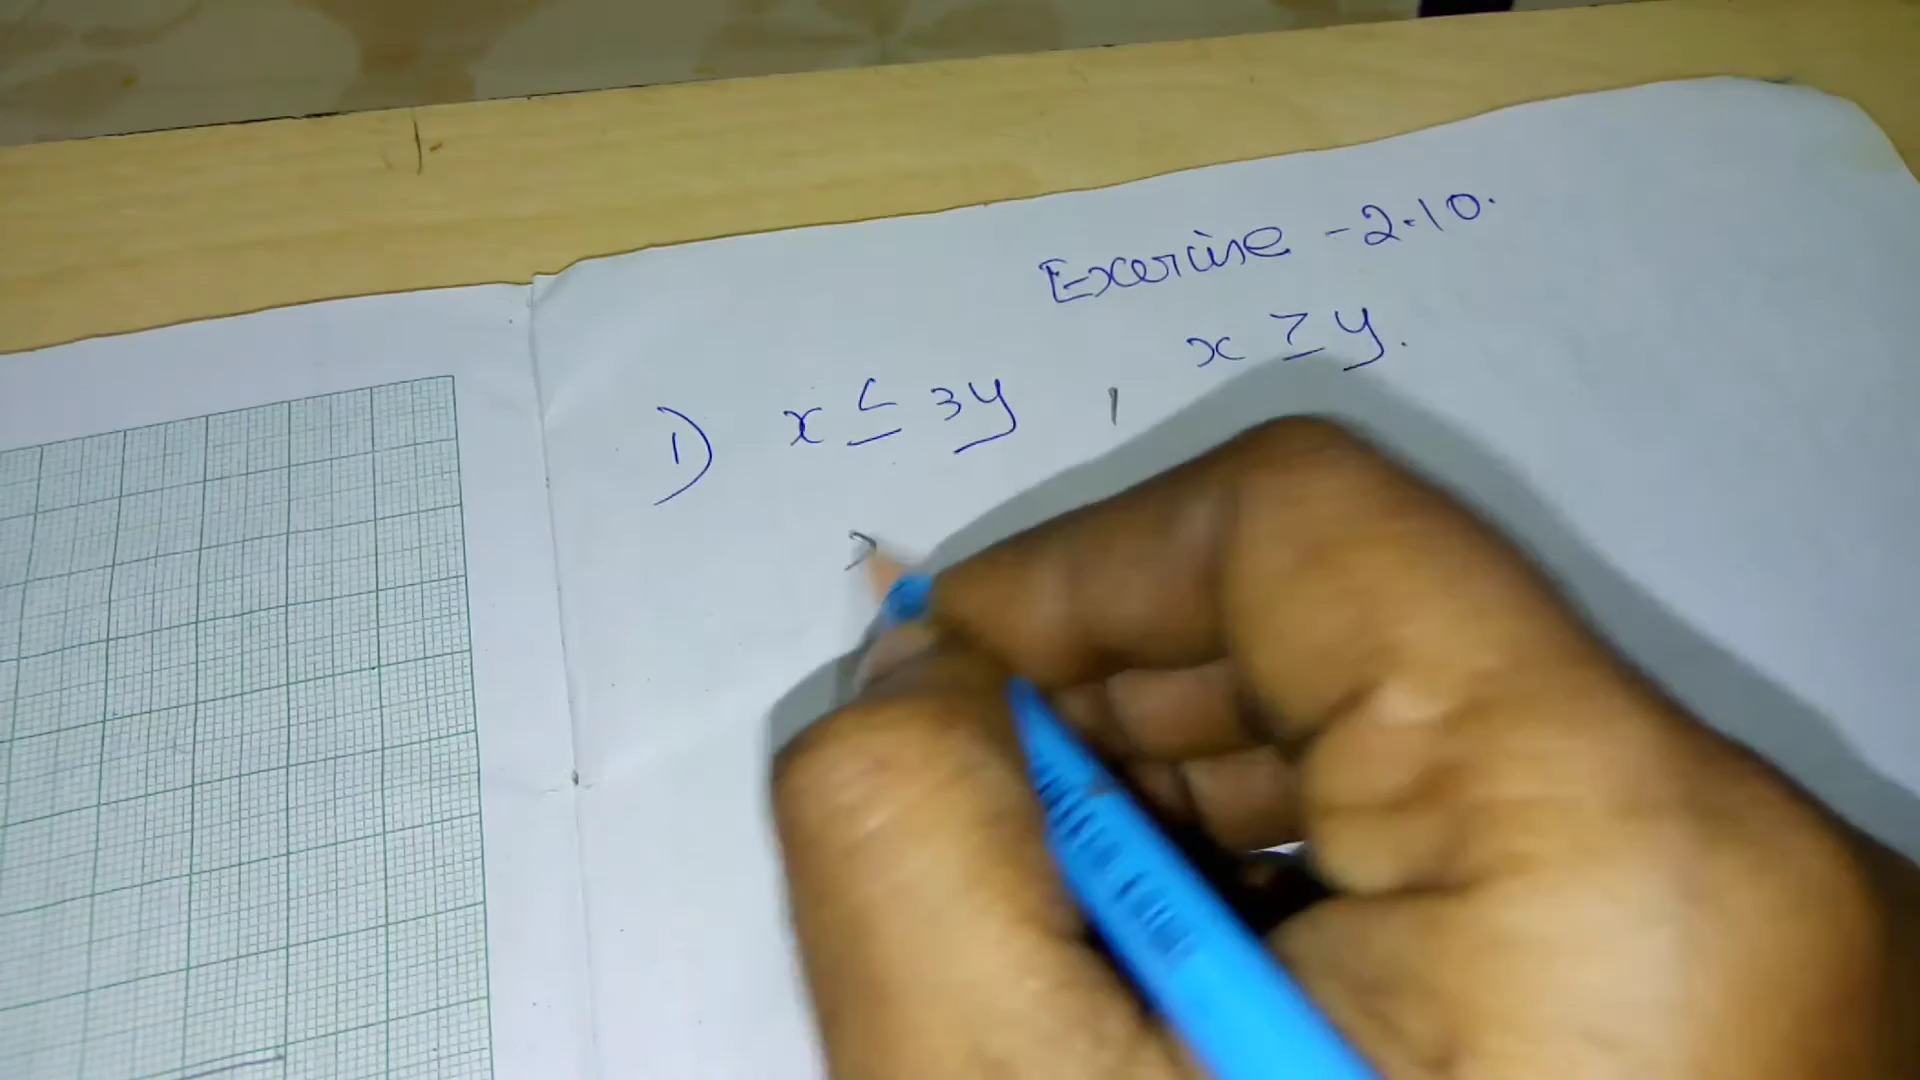 Exercise - 2.10.
1) x ≤ 3y , x ≥ y.